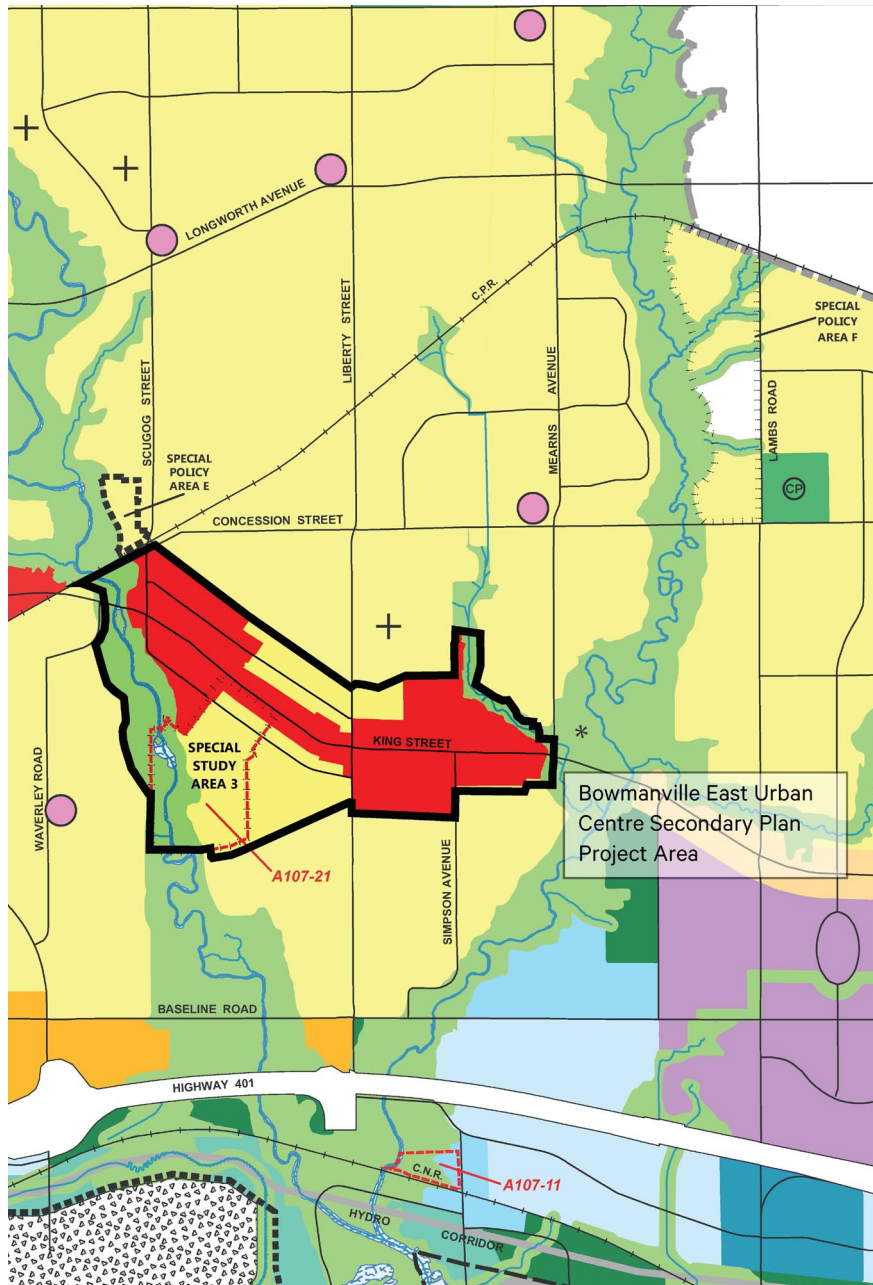 LONGWORTH AVENUE
LIBERTY STREET
C.P.R.
SCUGOG STREET
SPECIAL
POLICY
AREA F
MEARNS AVENUE
LAMBS ROAD
SPECIAL
POLICY
AREA E
CP
CONCESSION STREET
KING STREET
SPECIAL
STUDY
AREA 3
WAVERLEY ROAD
Bowmanville East Urban
Centre Secondary Plan
Project Area
A107-21
SIMPSON AVENUE
BASELINE ROAD
HIGHWAY 401
C.N.R.
A107-11
HYDRO CORRIDOR